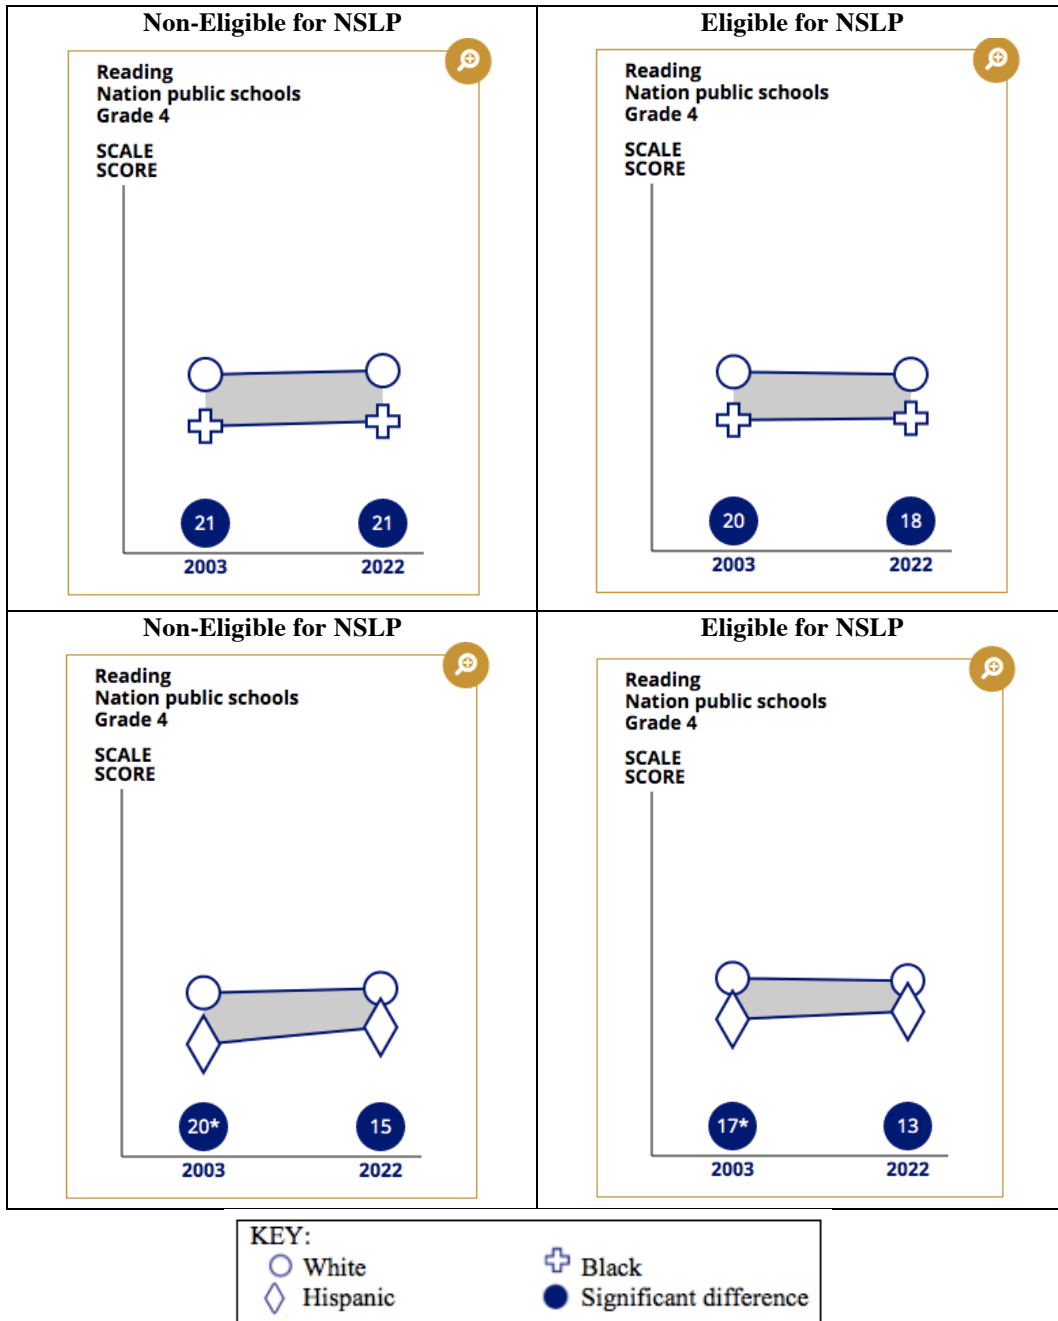 Non-Eligible for NSLP
Reading
Nation public schools
Grade 4
SCALE
SCORE
21
21
2003
2022
Eligible for NSLP
Reading
Nation public schools
Grade 4
SCALE
SCORE
20
18
2003
2022
Non-Eligible for NSLP
Reading
Nation public schools
Grade 4
SCALE
SCORE
20*
15
2003
2022
Eligible for NSLP
Reading
Nation public schools
Grade 4
SCALE
SCORE
17*
13
2003
2022
KEY:
White
Black
Hispanic
Significant difference